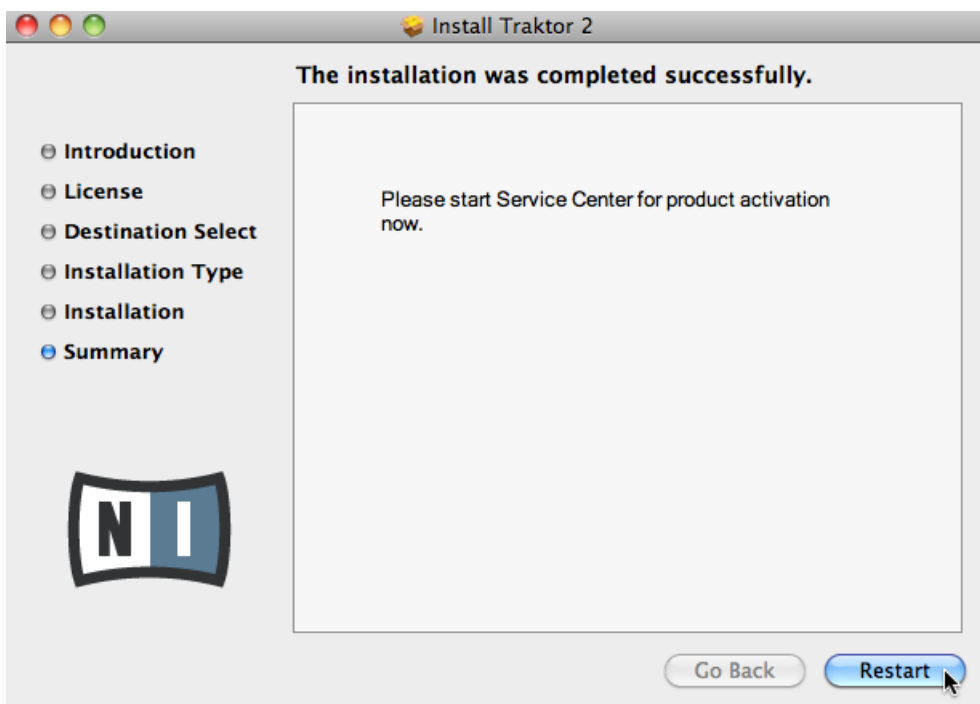 Install Traktor 2
The installation was completed successfully.
Introduction
License
Destination Select
Installation Type
Installation
Summary
Please start Service Center for product activation
now.
N I
Go Back
Restart